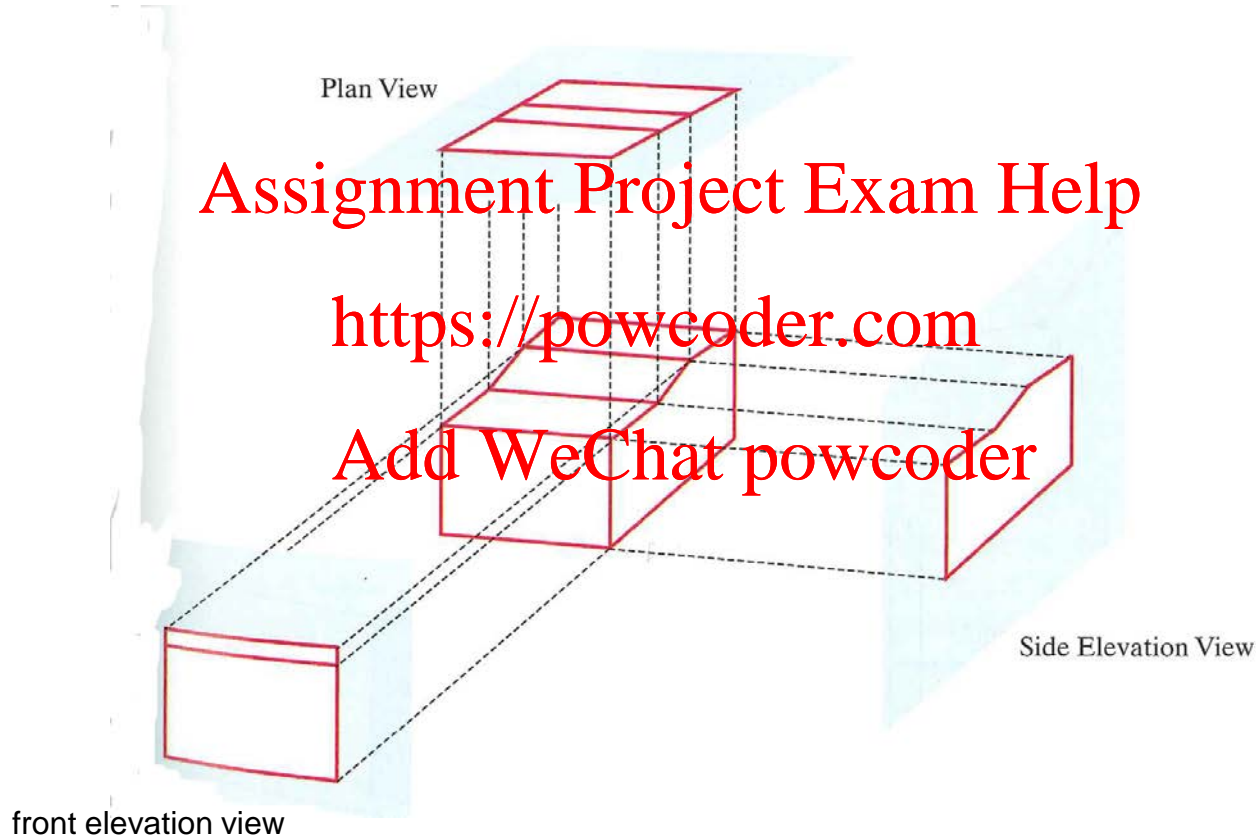 Plan View
Assignment Project Exam Help
https://powcoder.com
Add WeChat powcoder
Side Elevation View
front elevation view